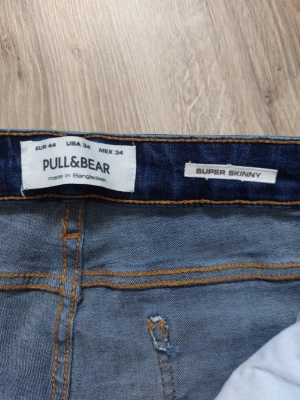 EUR 44 USA 34 MEX 34
PULL&BEAR
made in Bangladesh
SUPER SKINNY